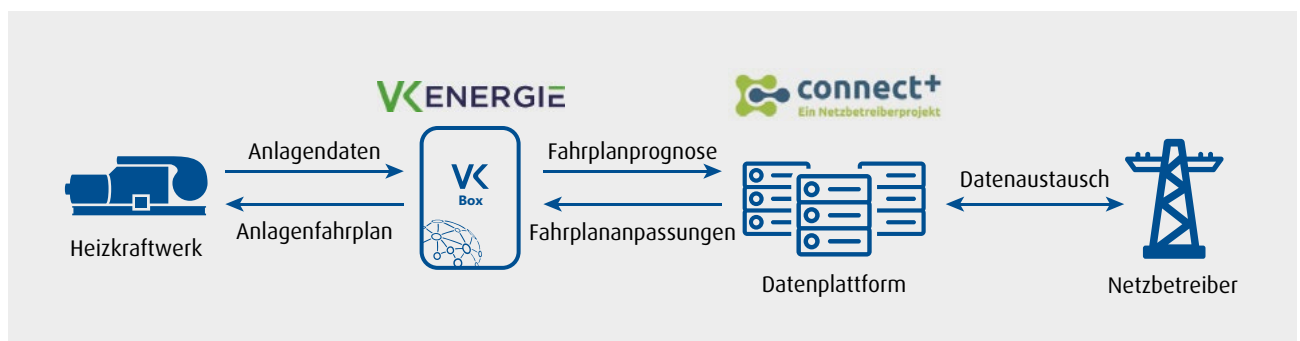 VKENERGIE
connect+
Ein Netzbetreiberprojekt
Anlagendaten
Anlagenfahrplan
Heizkraftwerk
VK
Box
Fahrplanprognose
Fahrplananpassungen
Datenplattform
Datenaustausch
Netzbetreiber